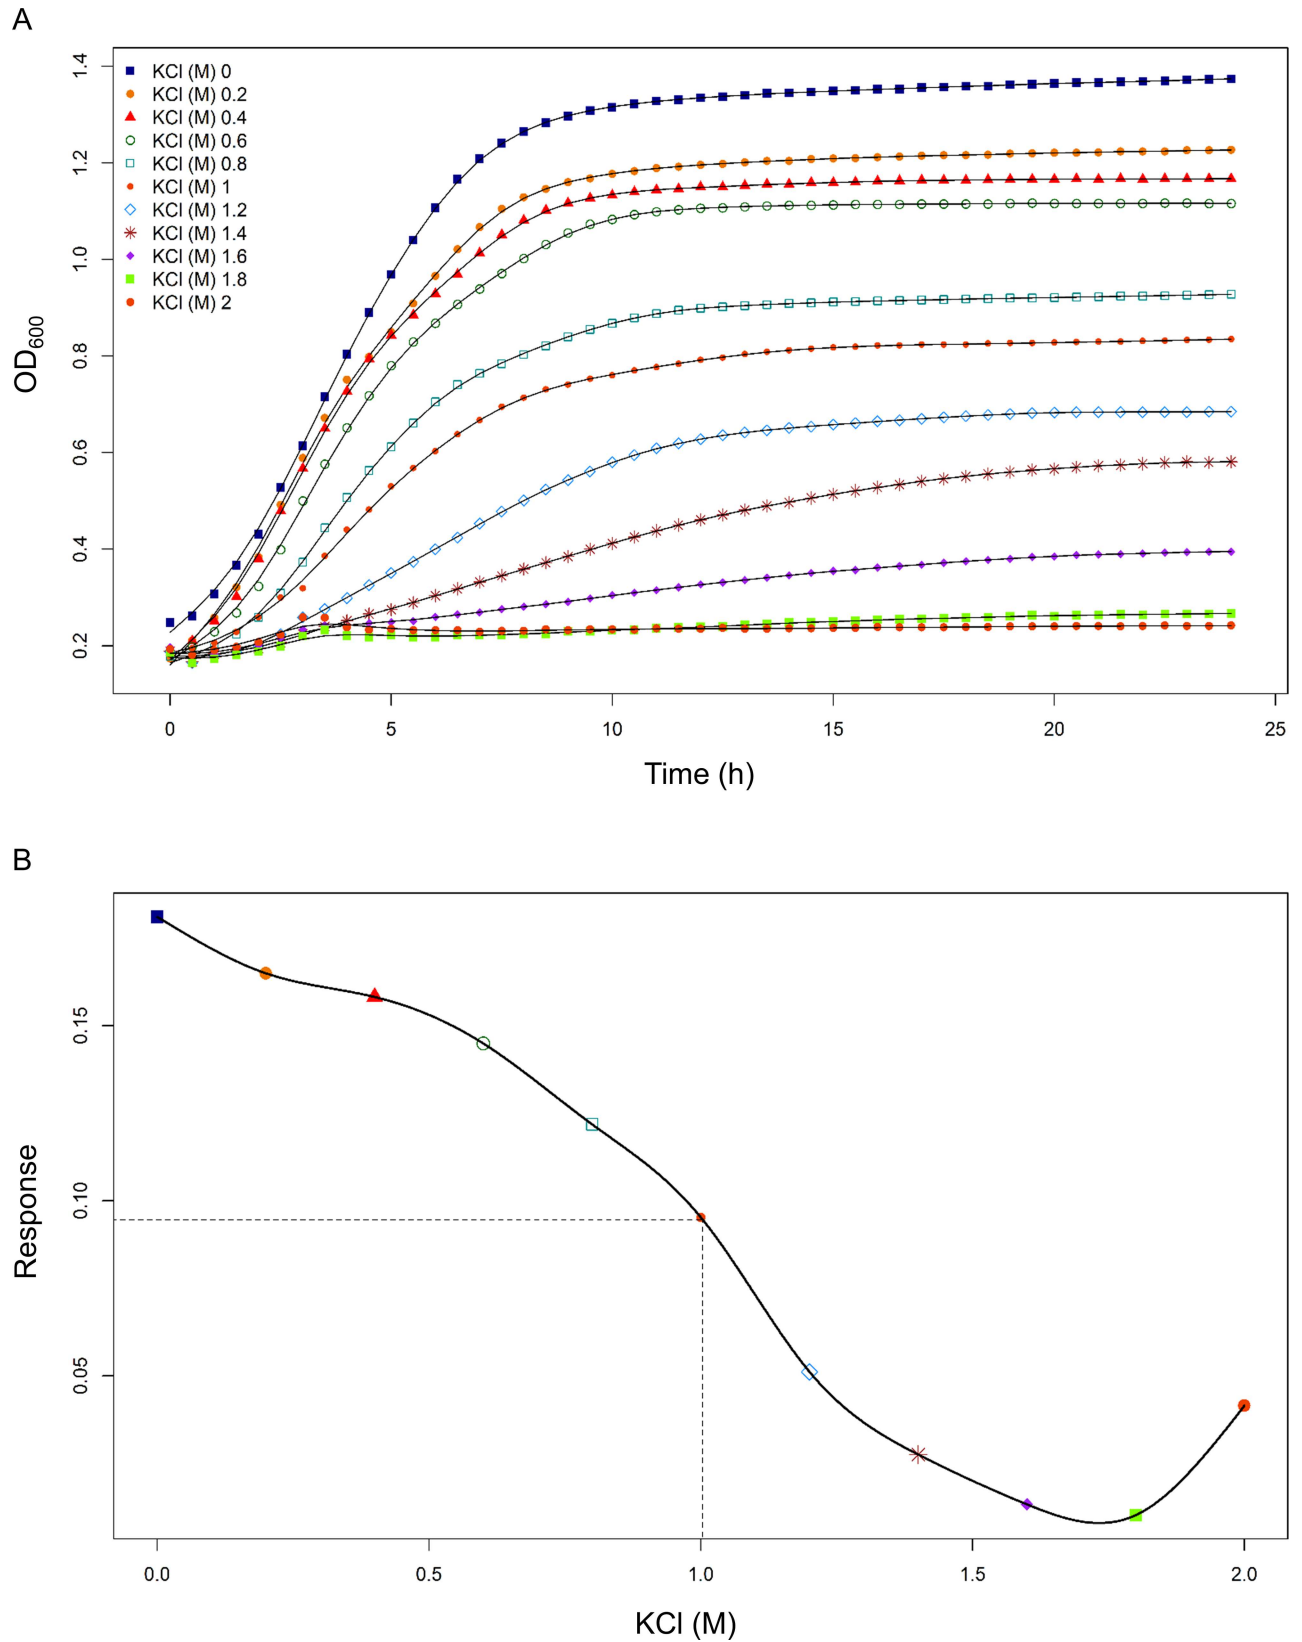 A
1.4
1.2
1.0
0.8
0.6
0.4
0.2
OD600
KCl (M) 0
KCl (M) 0.2
KCl (M) 0.4
KCl (M) 0.6
KCl (M) 0.8
KCl (M) 1
KCl (M) 1.2
KCl (M) 1.4
KCl (M) 1.6
KCl (M) 1.8
KCl (M) 2
0 5 10 15 20 25
Time (h)
B
0.15
0.10
0.05
Response
0.0 0.5 1.0 1.5 2.0
KCl (M)